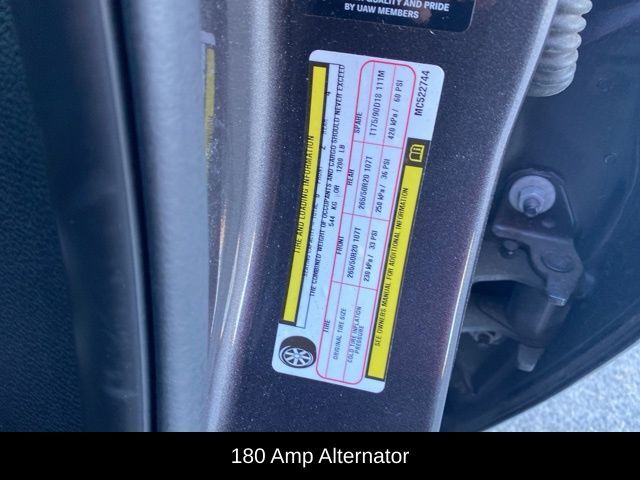 QUALITY AND PRIDE
BY UAW MEMBERS
TIRE AND LOADING INFORMATION
THE COMBINED WEIGHT OF OCCUPANTS AND CARGO SHOULD NEVER EXCEED
544 KG OR 1200 LB
TIRE FRONT REAR SPARE
ORIGINAL TIRE SIZE 265/50R20 107T 265/50R20 107T T175/90D18 111M
COLD TIRE INFLATION PRESSURE 230 kPa / 33 PSI 250 kPa / 36 PSI 420 kPa / 60 PSI
SEE OWNERS MANUAL FOR ADDITIONAL INFORMATION
MC522744
180 Amp Alternator